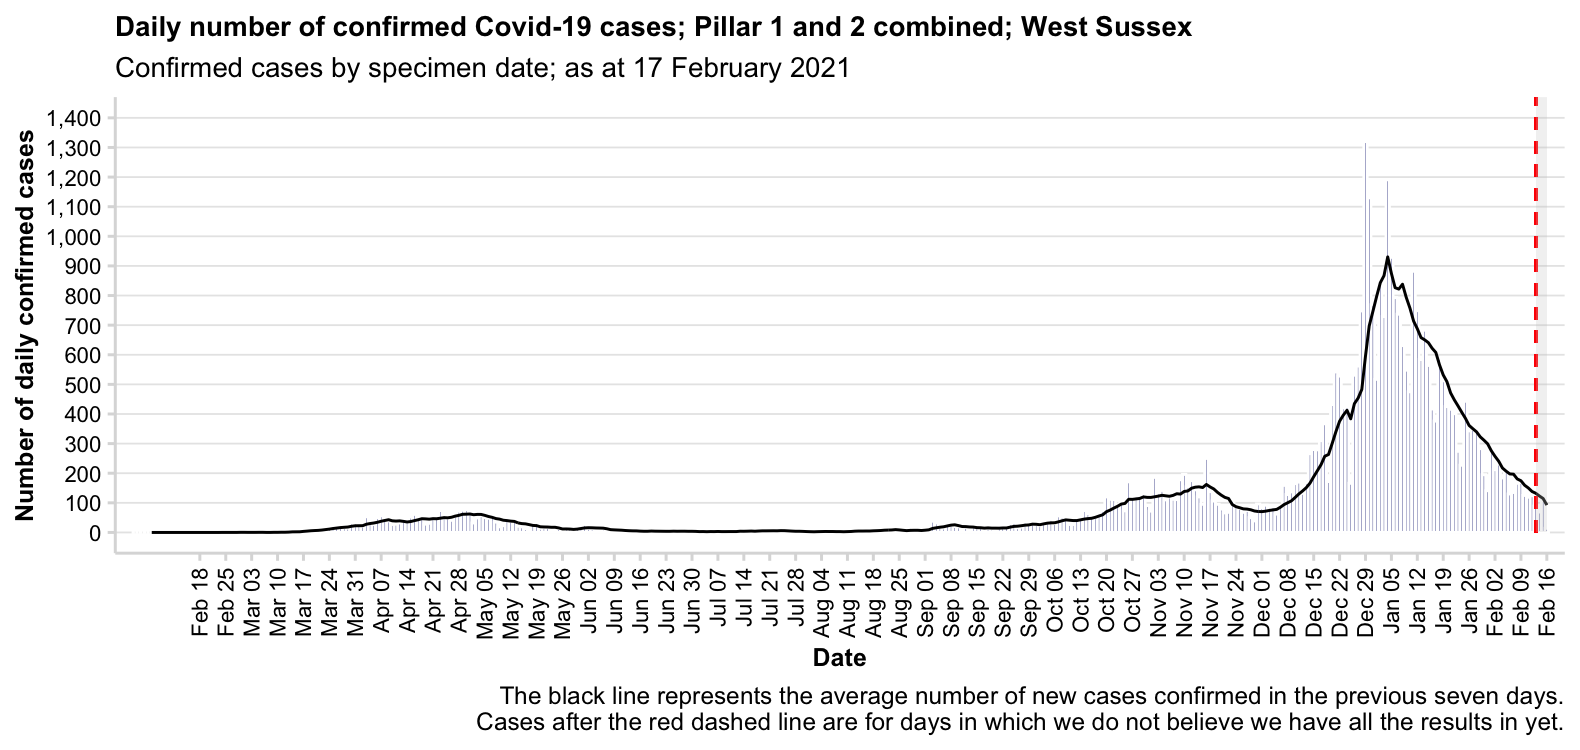 Daily number of confirmed Covid-19 cases; Pillar 1 and 2 combined; West Sussex
Confirmed cases by specimen date; as at 17 February 2021
Number of daily confirmed cases
1,400
1,300
1,200
1,100
1,000
900
800
700
600
500
400
300
200
100
0
Feb 18
Feb 25
Mar 03
Mar 10
Mar 17
Mar 24
Mar 31
Apr 07
Apr 14
Apr 21
Apr 28
May 05
May 12
May 19
May 26
Jun 02
Jun 09
Jun 16
Jun 23
Jun 30
Jul 07
Jul 14
Jul 21
Jul 28
Aug 04
Aug 11
Aug 18
Aug 25
Sep 01
Sep 08
Sep 15
Sep 22
Sep 29
Oct 06
Oct 13
Oct 20
Oct 27
Nov 03
Nov 10
Nov 17
Nov 24
Dec 01
Dec 08
Dec 15
Dec 22
Dec 29
Jan 05
Jan 12
Jan 19
Jan 26
Feb 02
Feb 09
Feb 16
Date
The black line represents the average number of new cases confirmed in the previous seven days.
Cases after the red dashed line are for days in which we do not believe we have all the results in yet.